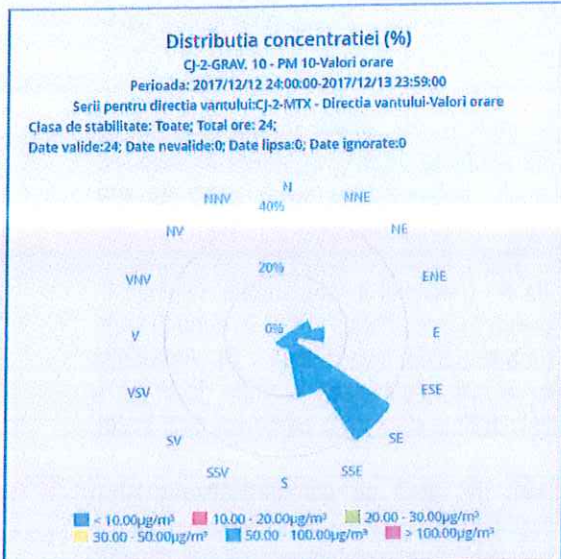 Distributia concentratiei (%)
CJ-2-GRAV. 10 - PM 10-Valori orare
Perioada: 2017/12/12 24:00:00-2017/12/13 23:59:00
Serii pentru directia vantului:CJ-2-MTX - Directia vantului-Valori orare
Clasa de stabilitate: Toate; Total ore: 24;
Date valide:24; Date nevalide:0; Date lipsa:0; Date ignorate:0
N
NNV NNE
40%
NV NE
20%
VNV ENE
0%
V E
VSV ESE
SV SE
SSV SSE
S
< 10.00µg/m³ 10.00 - 20.00µg/m³ 20.00 - 30.00µg/m³
30.00 - 50.00µg/m³ 50.00 - 100.00µg/m³ > 100.00µg/m³